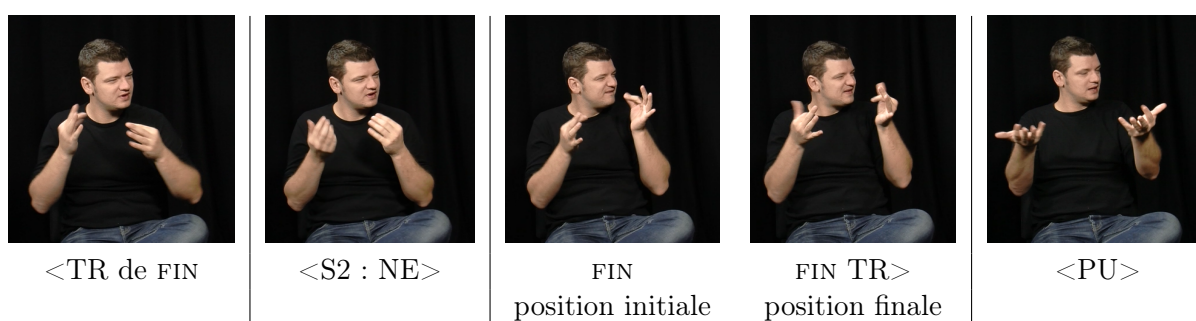 <TR de FIN
<S2 : NE>
FIN
position initiale
FIN TR>
position finale
<PU>